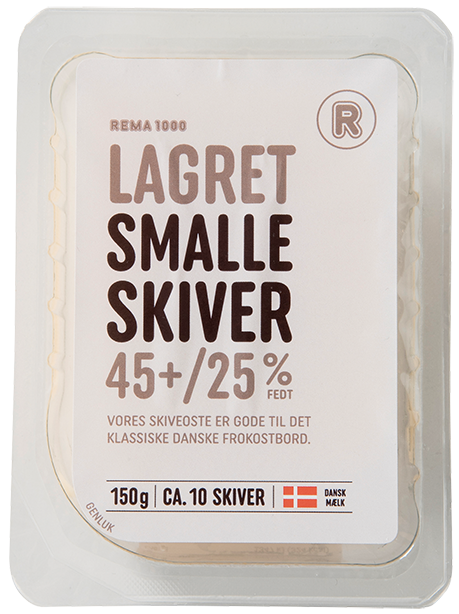 REMA 1000
R
LAGRET
SMALLE
SKIVER
45+/25%
FEDT
VORES SKIVEOSTE ER GODE TIL DET
KLASSISKE DANSKE FROKOSTBORD.
150g | CA. 10 SKIVER | DANSK
MÆLK
GENLUK